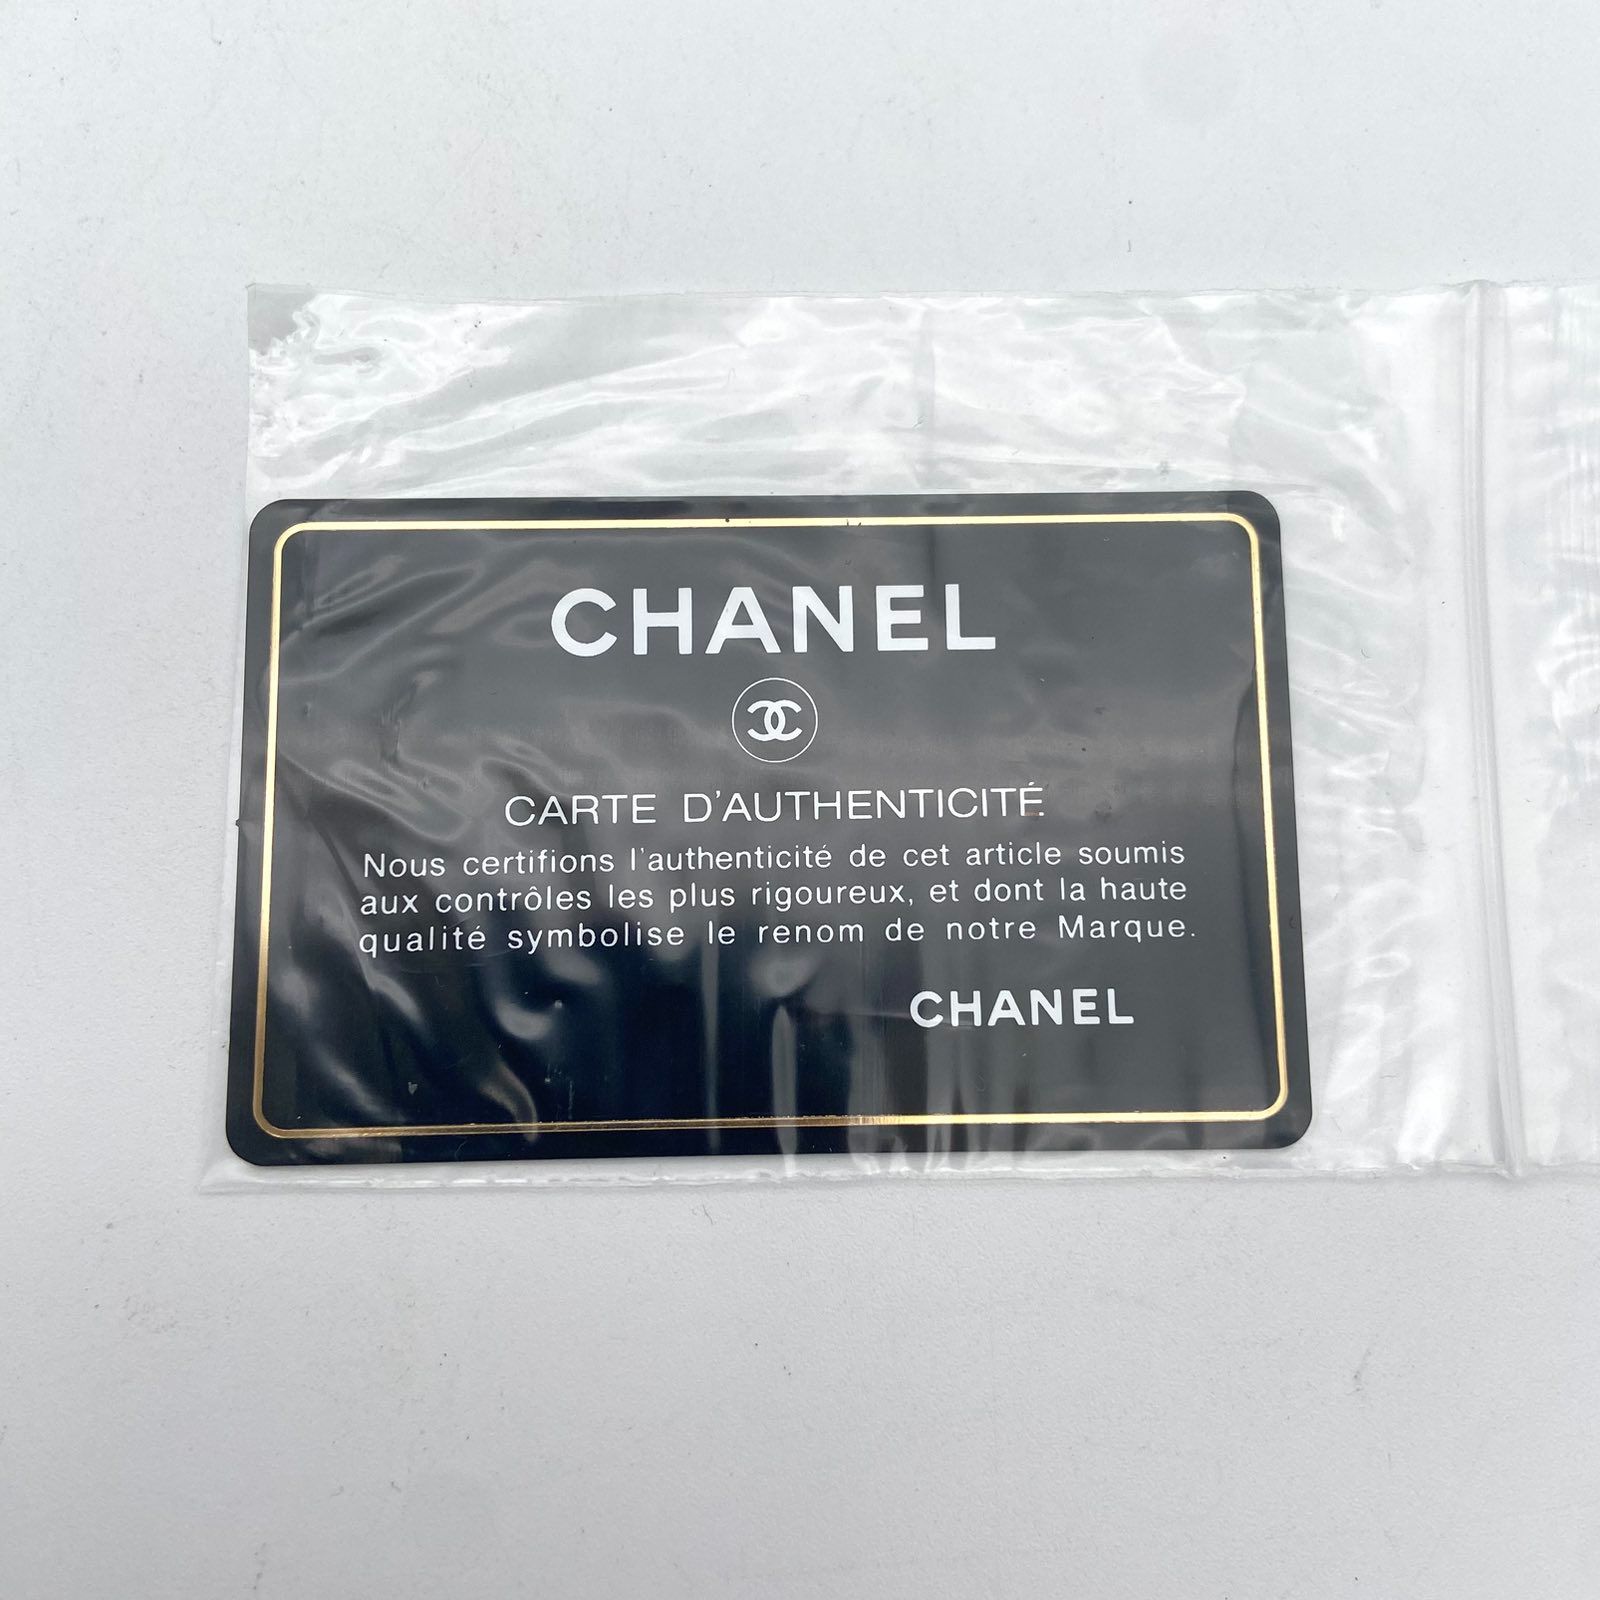 CHANEL
CARTE D'AUTHENTICITÉ
Nous certifions l'authenticité de cet article soumis
aux contrôles les plus rigoureux, et dont la haute
qualité symbolise le renom de notre Marque.
CHANEL